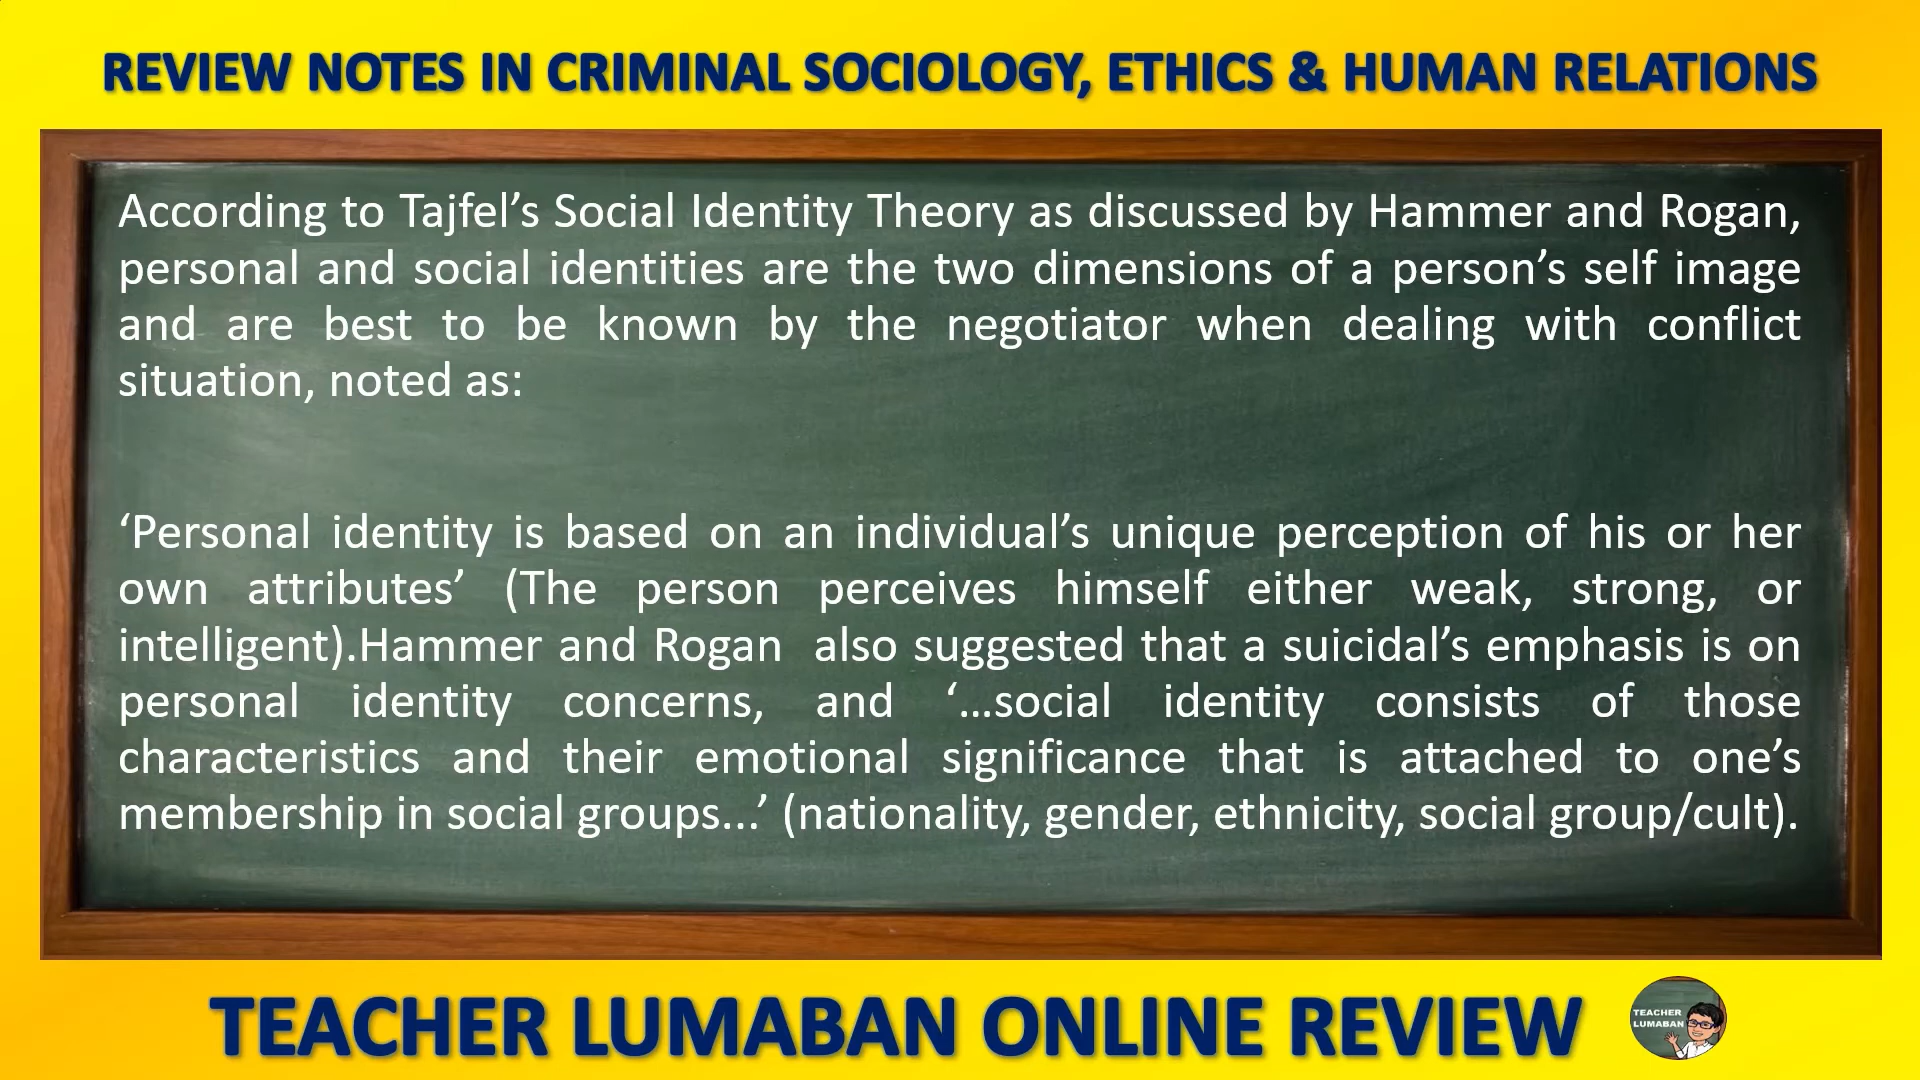 REVIEW NOTES IN CRIMINAL SOCIOLOGY, ETHICS & HUMAN RELATIONS
According to Tajfel’s Social Identity Theory as discussed by Hammer and Rogan,
personal and social identities are the two dimensions of a person’s self image
and are best to be known by the negotiator when dealing with conflict
situation, noted as:
‘Personal identity is based on an individual’s unique perception of his or her
own attributes’ (The person perceives himself either weak, strong, or
intelligent).Hammer and Rogan also suggested that a suicidal’s emphasis is on
personal identity concerns, and ‘…social identity consists of those
characteristics and their emotional significance that is attached to one’s
membership in social groups...’ (nationality, gender, ethnicity, social group/cult).
TEACHER LUMABAN ONLINE REVIEW
TEACHER
LUMABAN